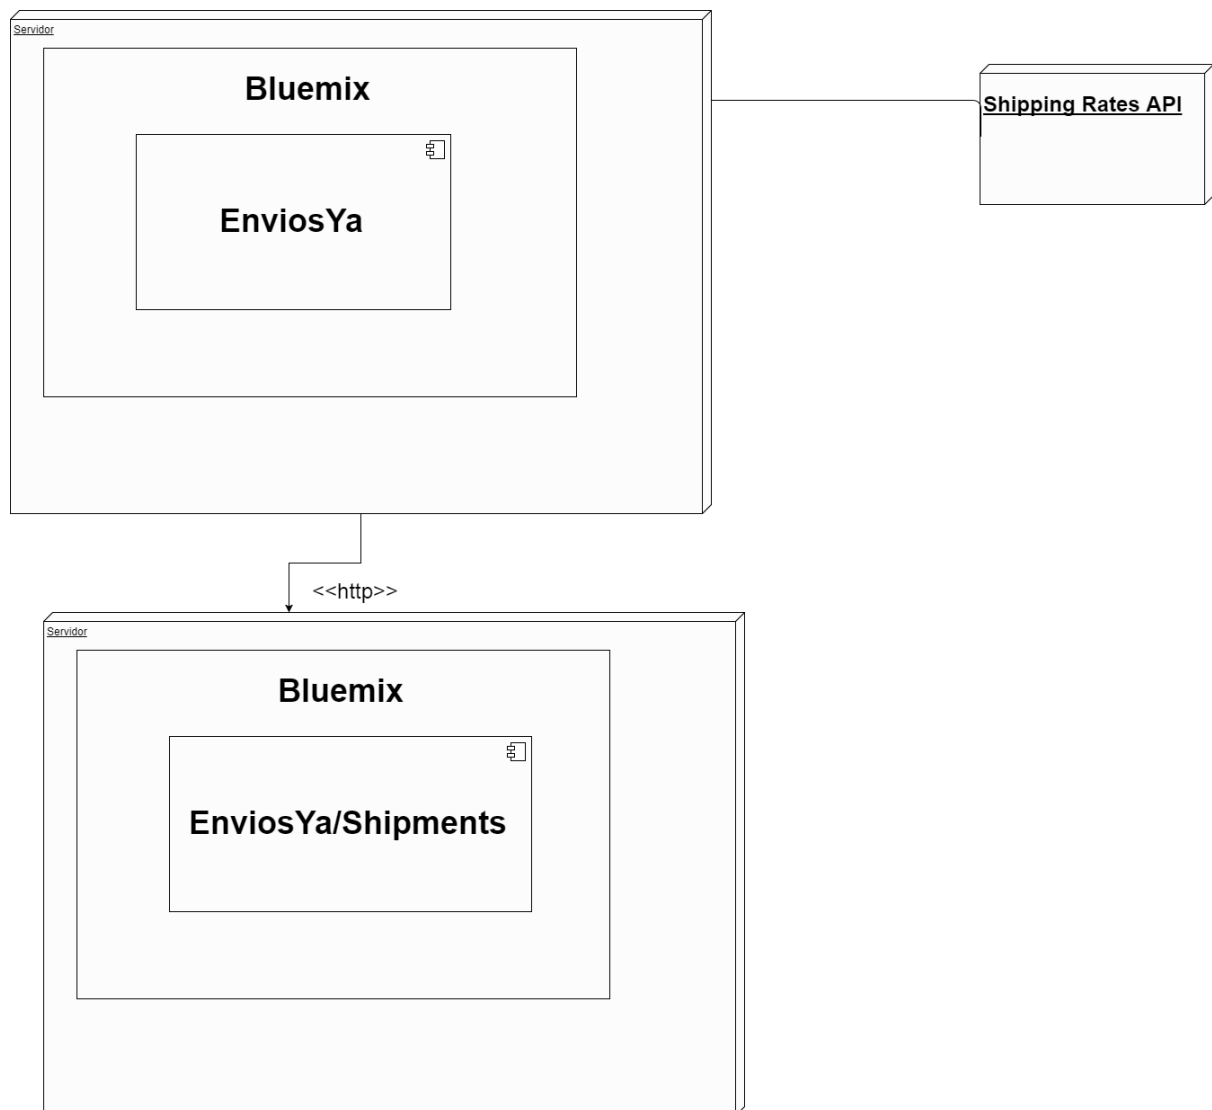 Servidor
Bluemix
EnviosYa
Shipping Rates API
<<http>>
Servidor
Bluemix
EnviosYa/Shipments